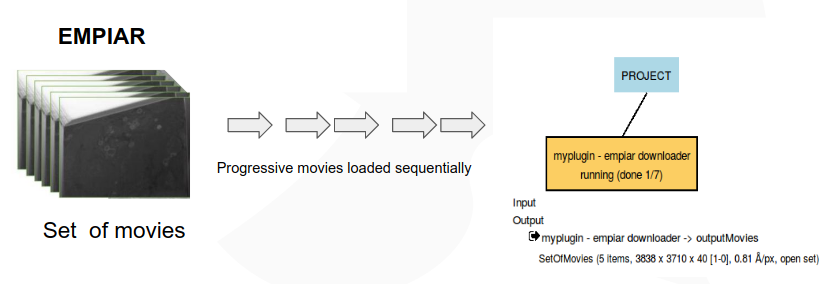 EMPIAR
Set of movies
Progressive movies loaded sequentially
PROJECT
myplugin - empiar downloader
running (done 1/7)
Input
Output
myplugin - empiar downloader -> outputMovies
SetOfMovies (5 items, 3838 x 3710 x 40 [1-0], 0.81 Å/px, open set)